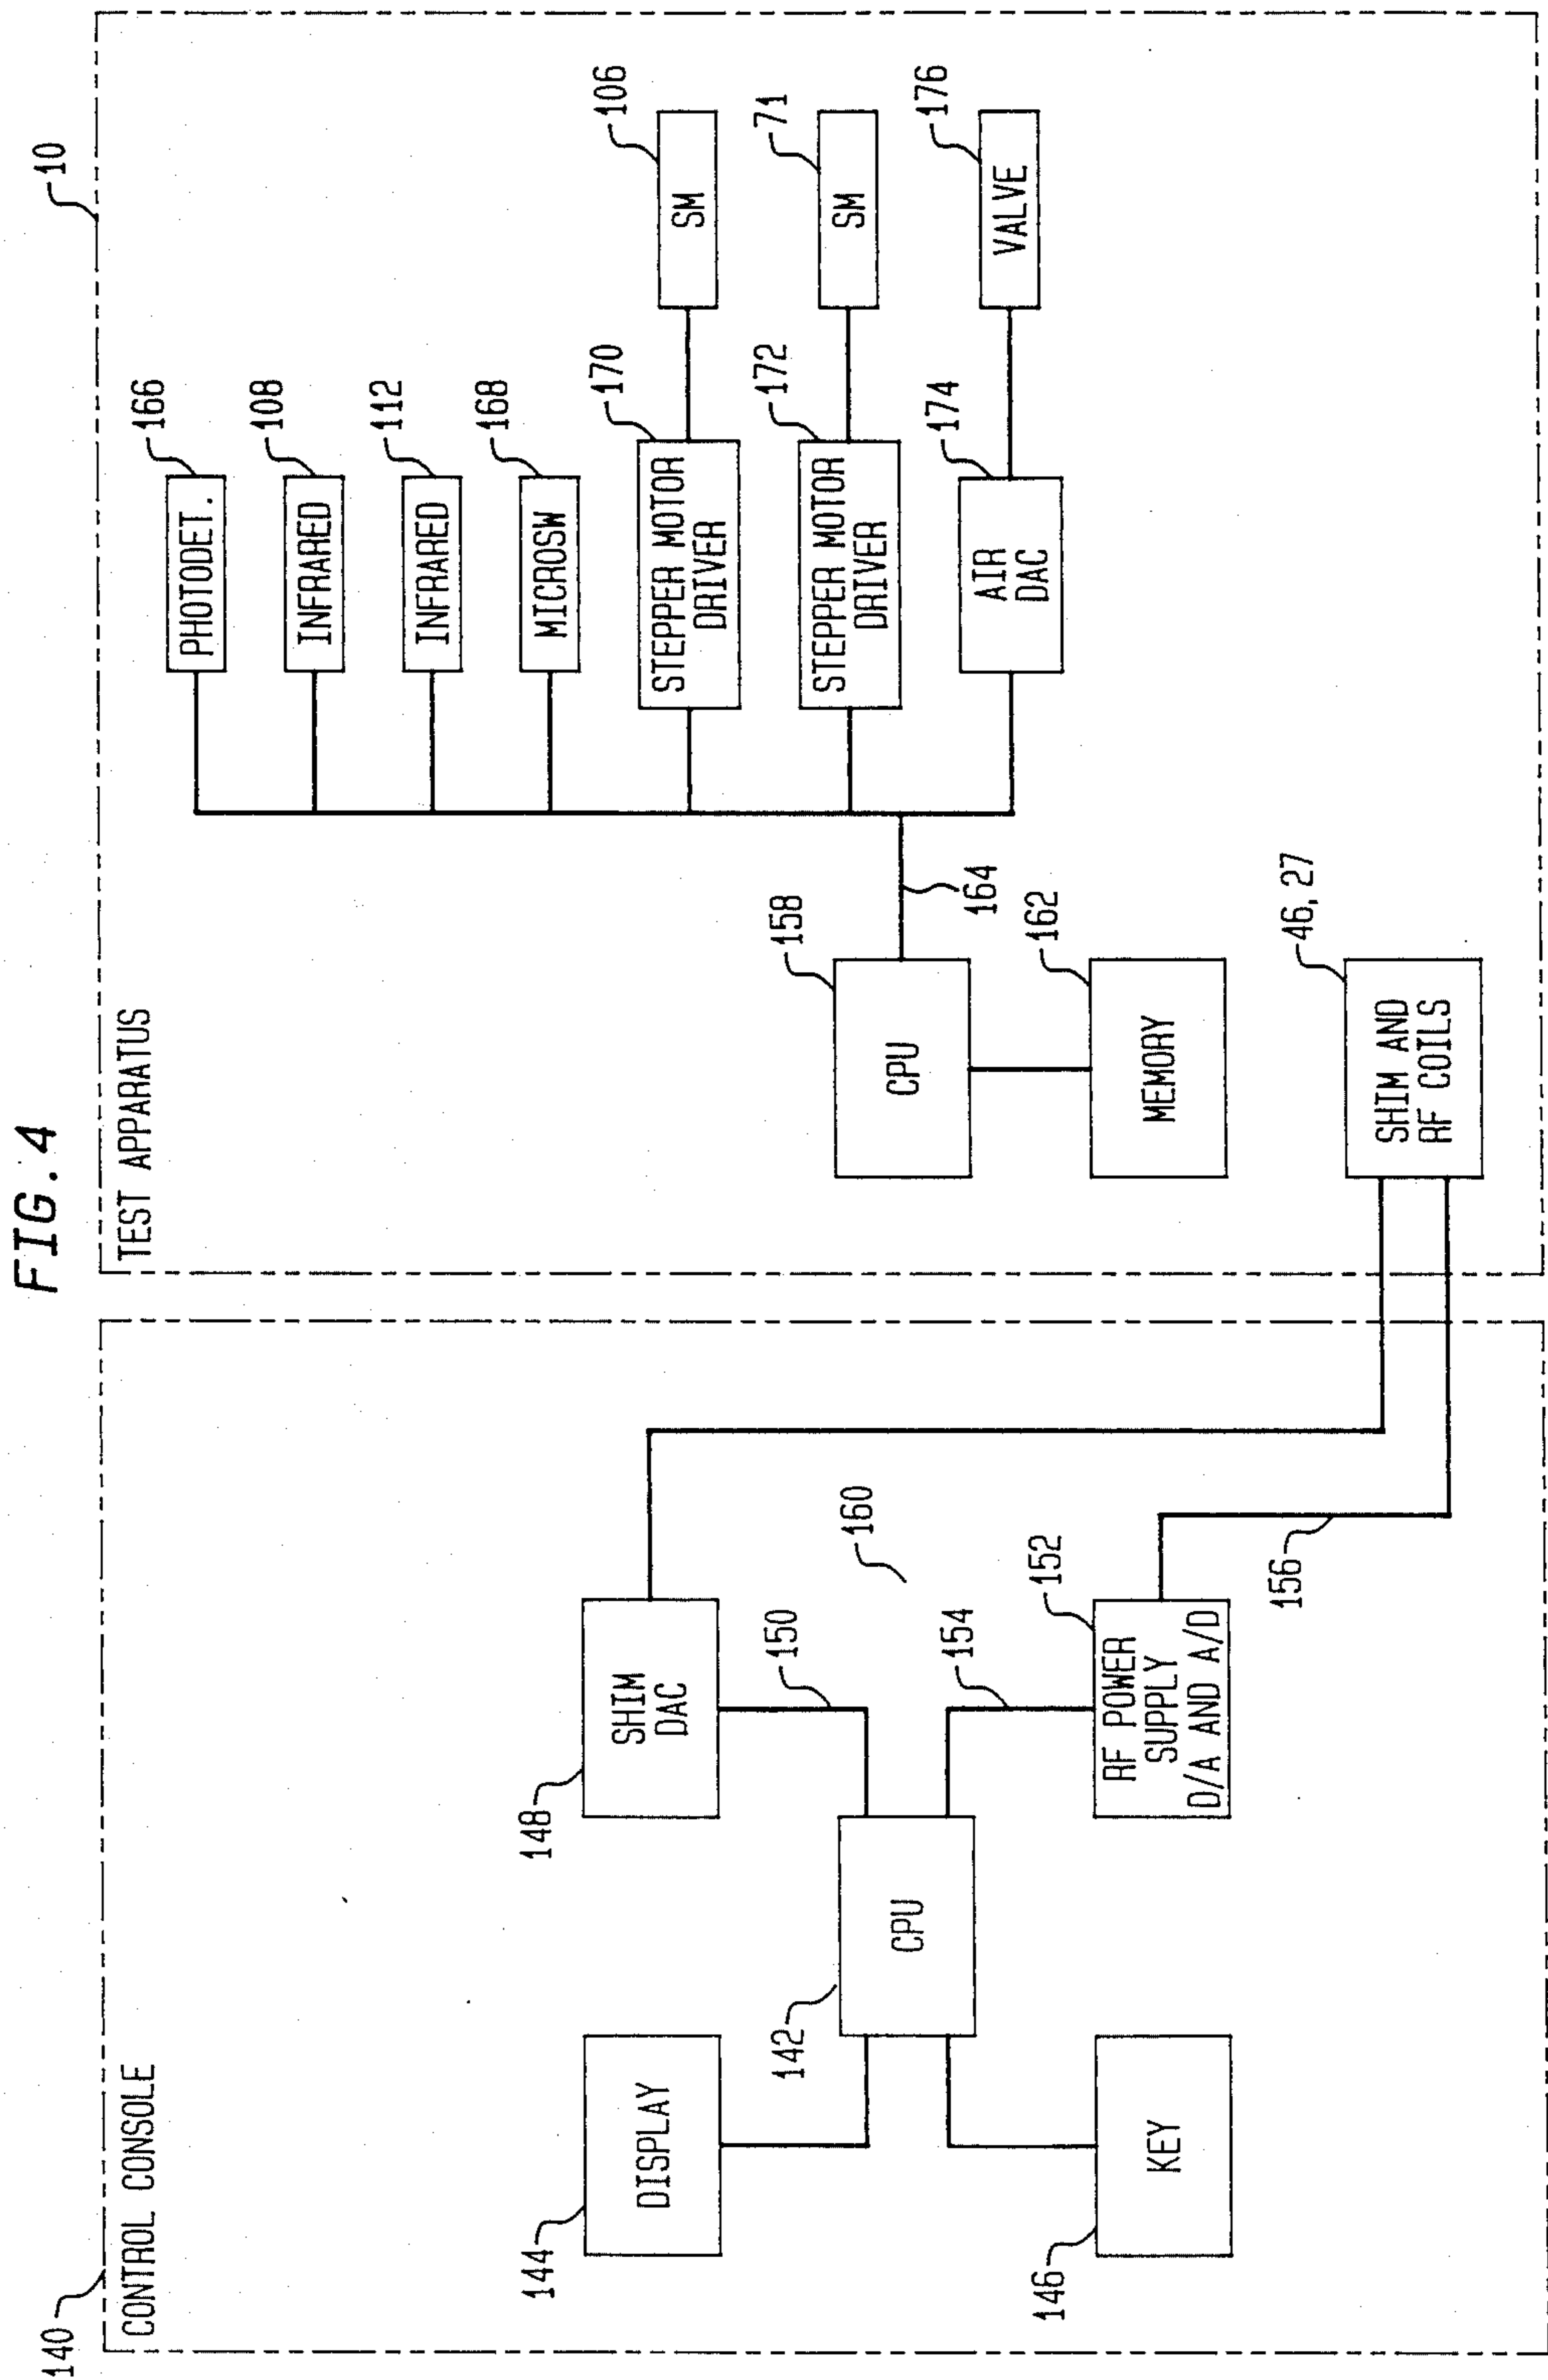 FIG. 4
140
CONTROL CONSOLE
144
DISPLAY
146
KEY
142
CPU
148
SHIM
DAC
150
160
154
152
RF POWER
SUPPLY
D/A AND A/D
156
10
TEST APPARATUS
158
CPU
162
MEMORY
164
46, 27
SHIM AND
RF COILS
166
PHOTODET.
108
INFRARED
112
INFRARED
168
MICROSW
170
STEPPER MOTOR
DRIVER
106
SM
172
STEPPER MOTOR
DRIVER
71
SM
174
AIR
DAC
176
VALVE